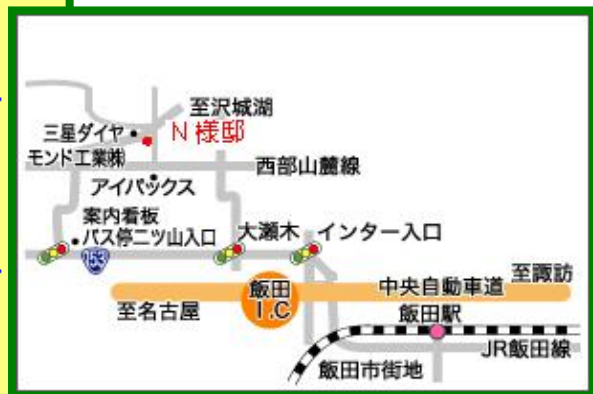 至沢城湖
三星ダイヤ
N様邸
モンド工業㈱
西部山麓線
アイパックス
案内看板
バス停二ツ山入口
大瀬木
インター入口
153
飯田
I.C
中央自動車道
至諏訪
至名古屋
飯田駅
JR飯田線
飯田市街地